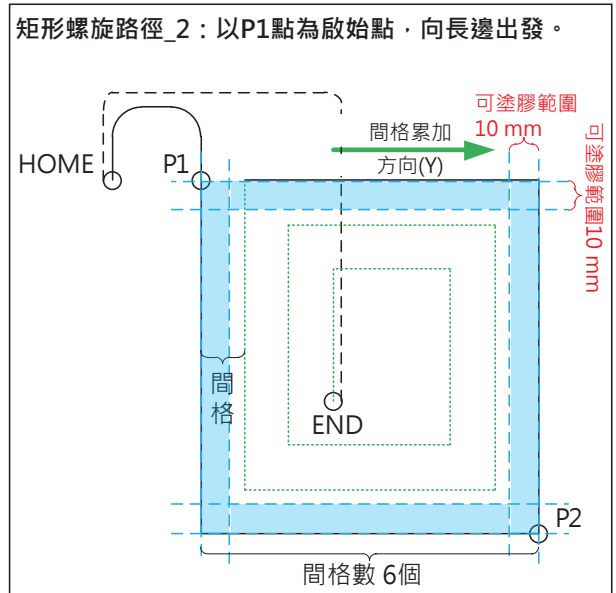 矩形螺旋路徑_2：以P1點為啟始點，向長邊出發。
可塗膠範圍
10 mm
間格累加
方向(Y)
可塗膠範圍10 mm
HOME
P1
間格
END
P2
間格數 6個